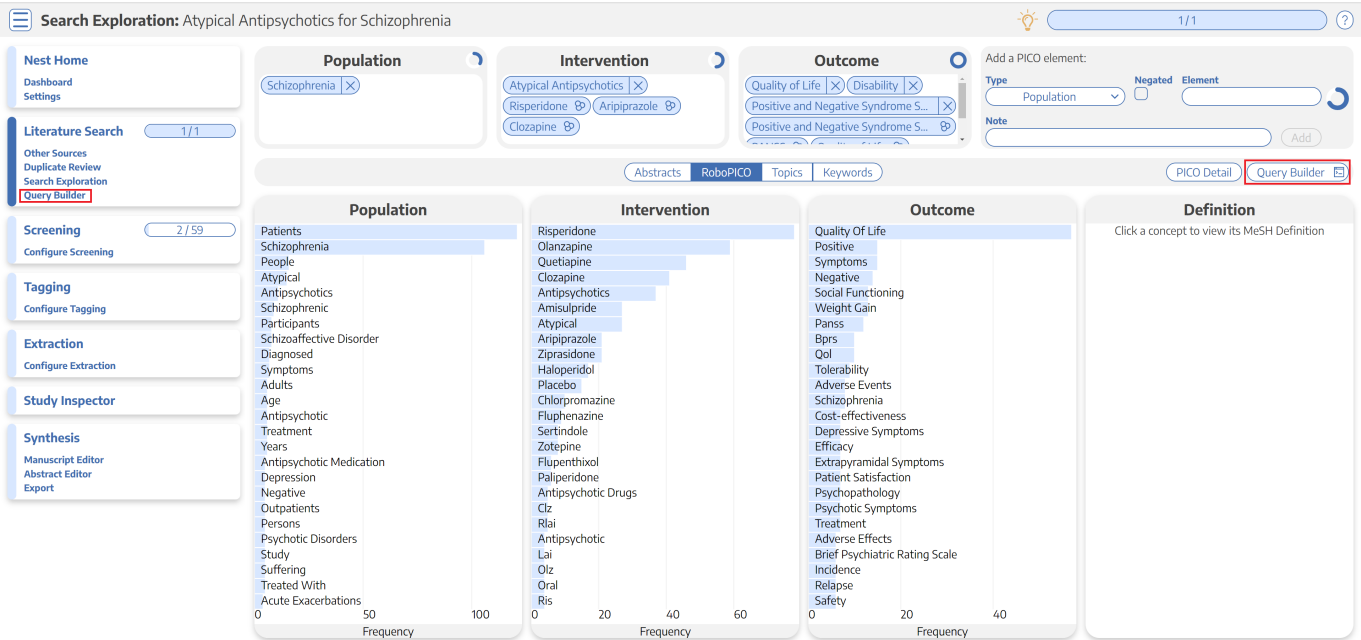 Search Exploration: Atypical Antipsychotics for Schizophrenia
1/1
?
Nest Home
Dashboard
Settings
Literature Search 1/1
Other Sources
Duplicate Review
Search Exploration
Query Builder
Screening 2/59
Configure Screening
Tagging
Configure Tagging
Extraction
Configure Extraction
Study Inspector
Synthesis
Manuscript Editor
Abstract Editor
Export
Population
Schizophrenia
Intervention
Atypical Antipsychotics
Risperidone Aripiprazole
Clozapine
Outcome
Quality of Life Disability
Positive and Negative Syndrome S...
Positive and Negative Syndrome S...
PANSS Quality of Life
Add a PICO element:
Type Negated Element
Population
Note
Add
Abstracts RoboPICO Topics Keywords
PICO Detail Query Builder
Population
Patients
Schizophrenia
People
Atypical
Antipsychotics
Schizophrenic
Participants
Schizoaffective Disorder
Diagnosed
Symptoms
Adults
Age
Antipsychotic
Treatment
Years
Antipsychotic Medication
Depression
Negative
Outpatients
Persons
Psychotic Disorders
Study
Suffering
Treated With
Acute Exacerbations
0 50 100
Frequency
Intervention
Risperidone
Olanzapine
Quetiapine
Clozapine
Antipsychotics
Amisulpride
Atypical
Aripiprazole
Ziprasidone
Haloperidol
Placebo
Chlorpromazine
Fluphenazine
Sertindole
Zotepine
Flupenthixol
Paliperidone
Antipsychotic Drugs
Clz
Rlai
Antipsychotic
Lai
Olz
Oral
Ris
0 20 40 60
Frequency
Outcome
Quality Of Life
Positive
Symptoms
Negative
Social Functioning
Weight Gain
Panss
Bprs
Qol
Tolerability
Adverse Events
Schizophrenia
Cost-effectiveness
Depressive Symptoms
Efficacy
Extrapyramidal Symptoms
Patient Satisfaction
Psychopathology
Psychotic Symptoms
Treatment
Adverse Effects
Brief Psychiatric Rating Scale
Incidence
Relapse
Safety
0 20 40
Frequency
Definition
Click a concept to view its MeSH Definition